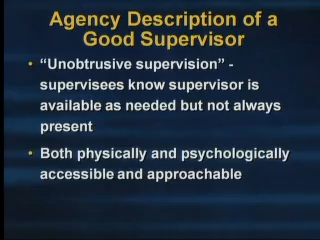 Agency Description of a
Good Supervisor
• “Unobtrusive supervision” -
supervisees know supervisor is
available as needed but not always
present
• Both physically and psychologically
accessible and approachable